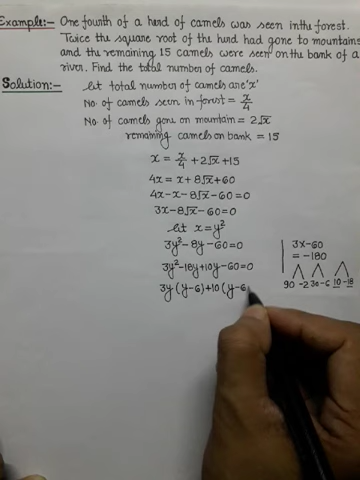 Example:- One fourth of a herd of camels was seen in the forest.
Twice the square root of the hurd had gone to mountains
and the remaining 15 camels were seen on the bank of a
river. Find the total number of camels.
Solution:- let total number of camels are 'x'
No. of camels seen in forest = x/4
No. of camels gone on mountain = 2√x
remaining camels on bank = 15
x = x/4 + 2√x + 15
4x = x + 8√x + 60
4x - x - 8√x - 60 = 0
3x - 8√x - 60 = 0
let x = y²
3y² - 8y - 60 = 0
3y² - 18y + 10y - 60 = 0
3y (y - 6) + 10 (y - 6
3x-60
= -180
90 -2 30 -6 10 -18